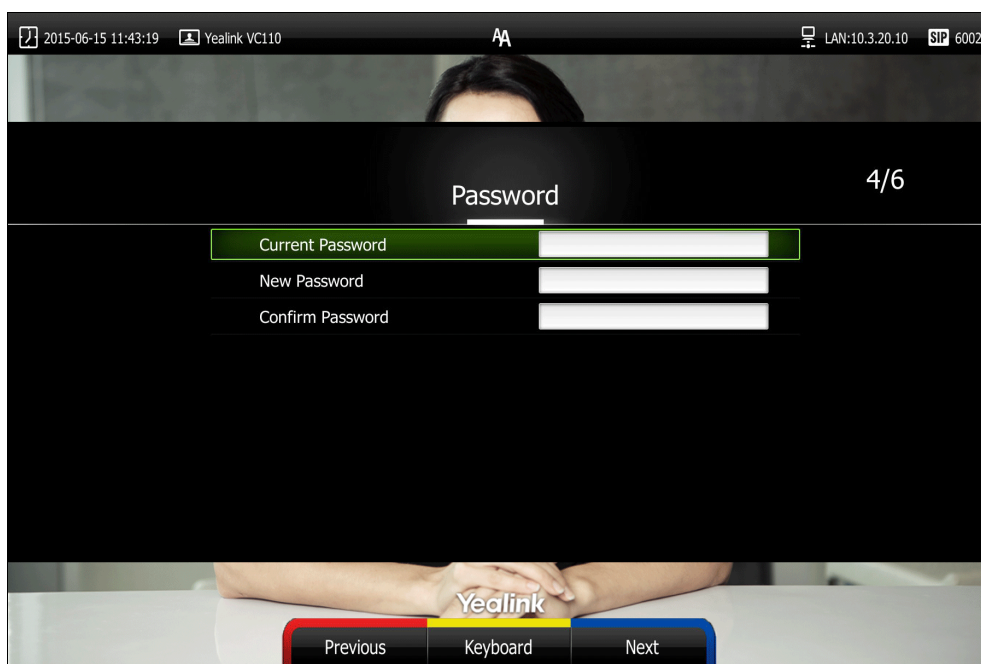 2015-06-15 11:43:19 Yealink VC110 AA LAN:10.3.20.10 SIP 6002
4/6
Password
Current Password
New Password
Confirm Password
Yealink
Previous Keyboard Next